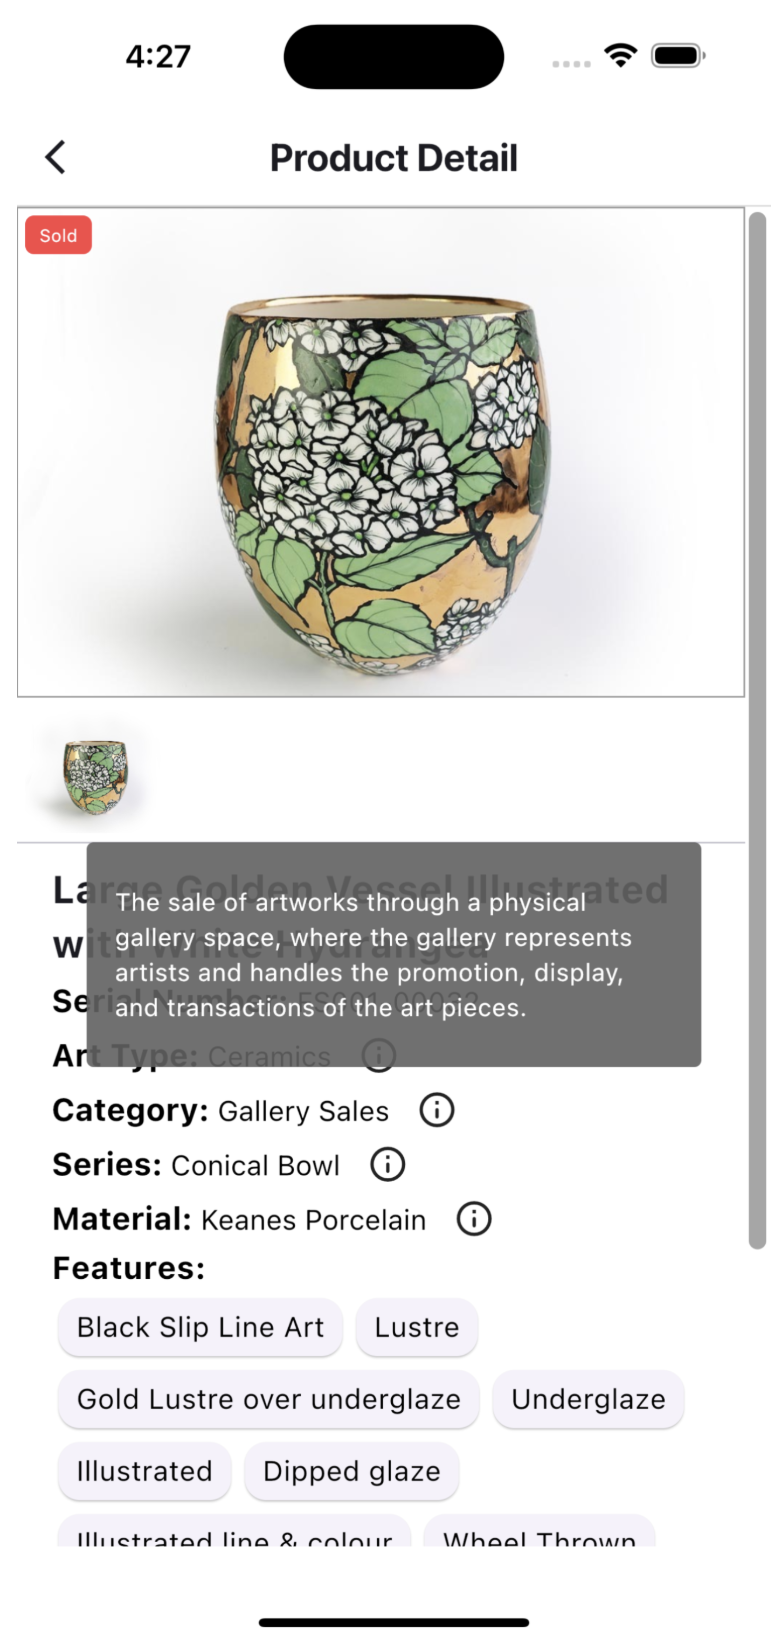 4:27
Product Detail
Sold
Large Golden Vessel Illustrated
with White Hydrangea
The sale of artworks through a physical
gallery space, where the gallery represents
artists and handles the promotion, display,
and transactions of the art pieces.
Serial Number:
Art Type: Ceramics
Category: Gallery Sales
Series: Conical Bowl
Material: Keanes Porcelain
Features:
Black Slip Line Art
Lustre
Gold Lustre over underglaze
Underglaze
Illustrated
Dipped glaze
Illustrated line & colour
Wheel Thrown